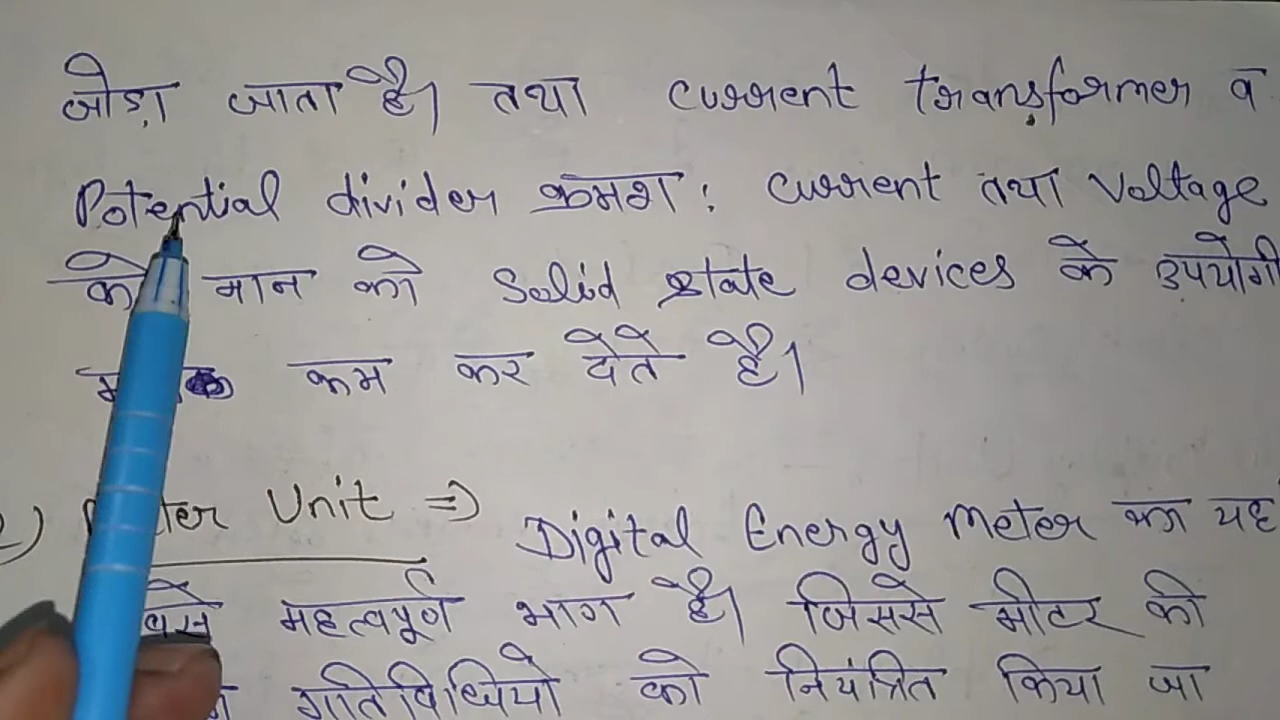 जोड़ा जाता है। तथा current transformer व
Potential divider क्रमश: current तथा Voltage
के मान को Solid state devices के उपयोगी
कम कर देते है।
2) Unit => Digital Energy Meter का यह
महत्वपूर्ण भाग है। जिससे मीटर की
गतिविधियो को नियंत्रित किया जा